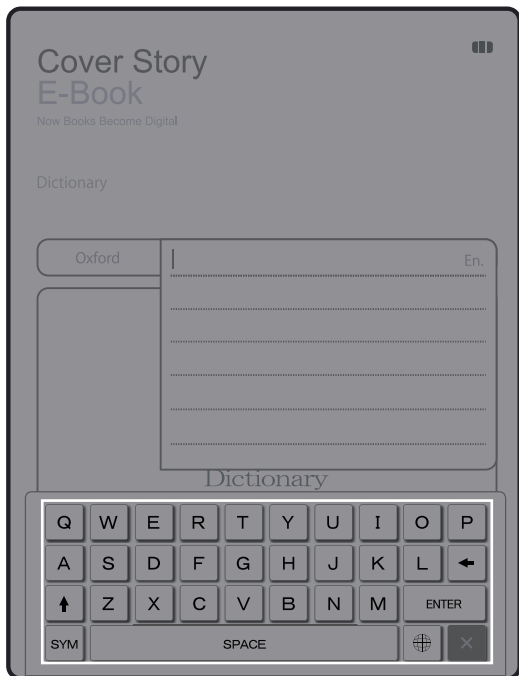 Cover Story
E-Book
Now Books Become Digital
Dictionary
Oxford En.
Dictionary
Q W E R T Y U I O P
A S D F G H J K L ←
↑ Z X C V B N M ENTER
SYM SPACE ×